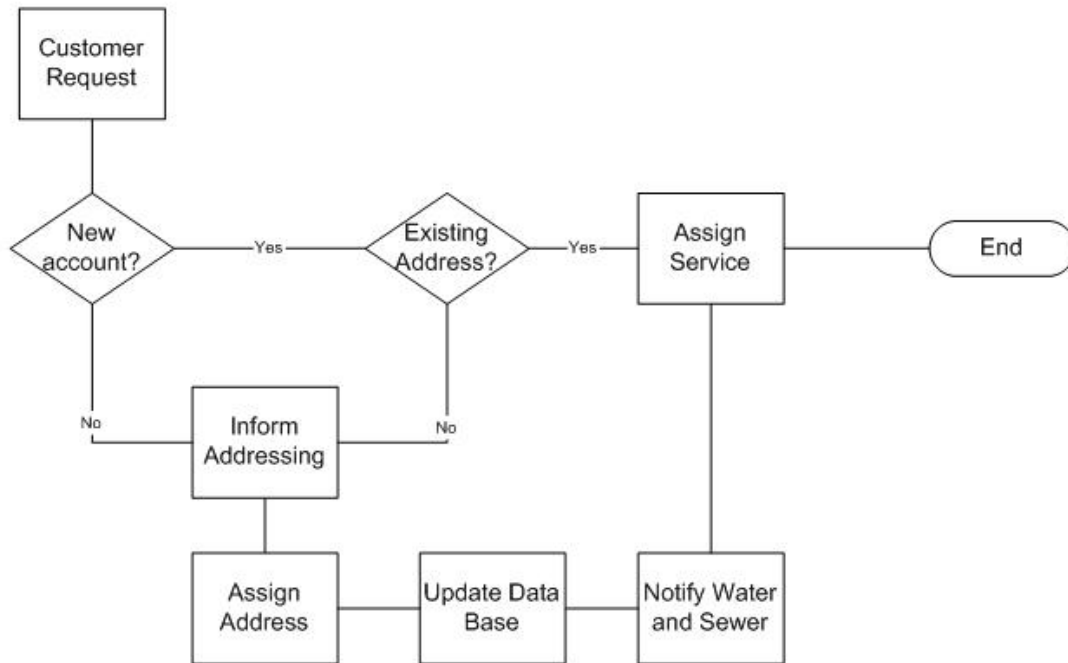 Customer
Request
New
account?
Yes
Existing
Address?
Yes
Assign
Service
End
No
Inform
Addressing
No
Assign
Address
Update Data
Base
Notify Water
and Sewer